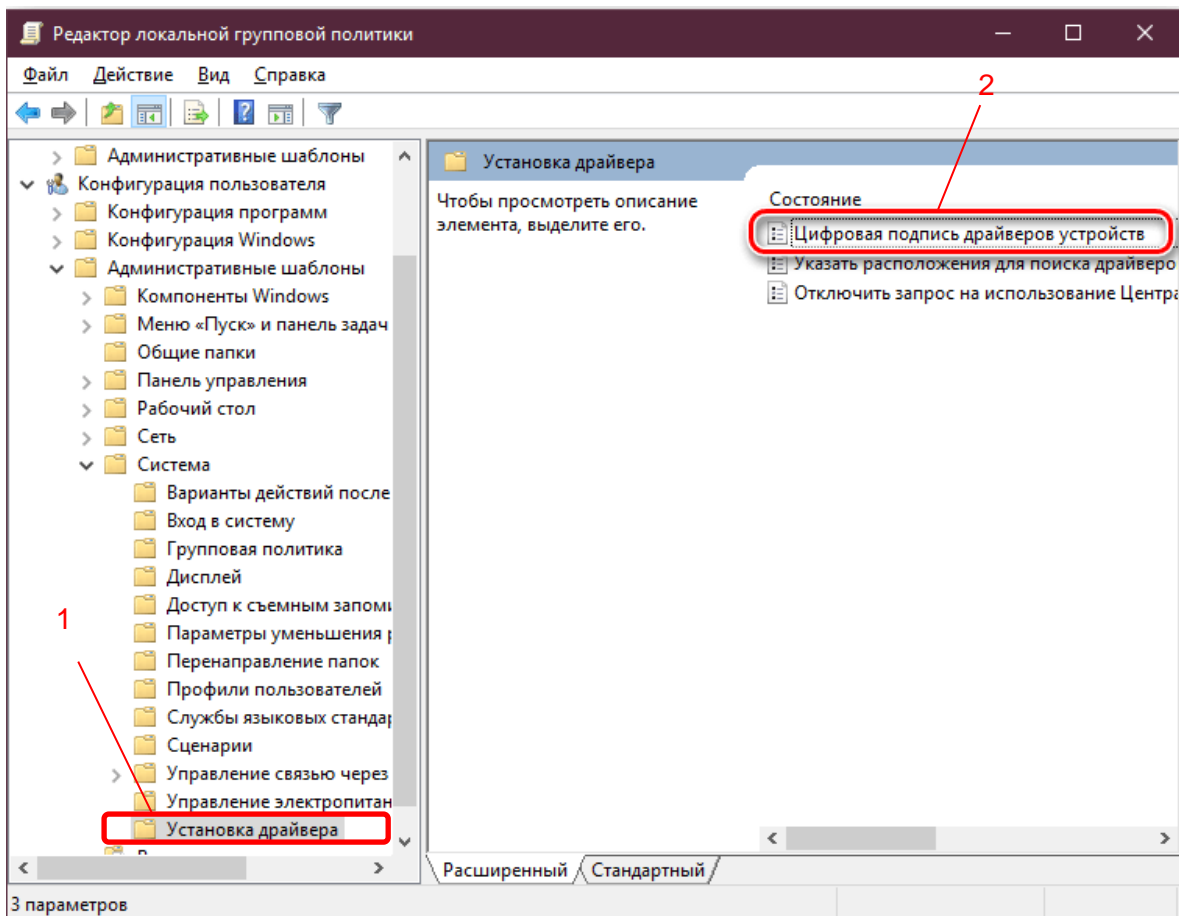 Редактор локальной групповой политики
Файл Действие Вид Справка
2
Административные шаблоны
Конфигурация пользователя
Конфигурация программ
Конфигурация Windows
Административные шаблоны
Компоненты Windows
Меню «Пуск» и панель задач
Общие папки
Панель управления
Рабочий стол
Сеть
Система
Варианты действий после
Вход в систему
Групповая политика
Дисплей
Доступ к съемным запоми
1
Параметры уменьшения р
Перенаправление папок
Профили пользователей
Службы языковых стандар
Сценарии
Управление связью через
Управление электропитан
Установка драйвера
Установка драйвера
Чтобы просмотреть описание
элемента, выделите его.
Состояние
Цифровая подпись драйверов устройств
Указать расположения для поиска драйверо
Отключить запрос на использование Центра
Расширенный Стандартный
3 параметров